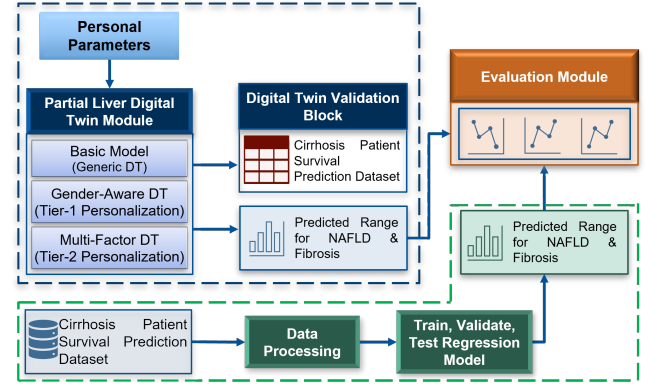 Personal
Parameters
Partial Liver Digital
Twin Module
Basic Model
(Generic DT)
Gender-Aware DT
(Tier-1 Personalization)
Multi-Factor DT
(Tier-2 Personalization)
Digital Twin Validation
Block
Cirrhosis Patient
Survival
Prediction Dataset
Predicted Range
for NAFLD &
Fibrosis
Evaluation Module
Predicted Range
for NAFLD &
Fibrosis
Cirrhosis Patient
Survival Prediction
Dataset
Data
Processing
Train, Validate,
Test Regression
Model